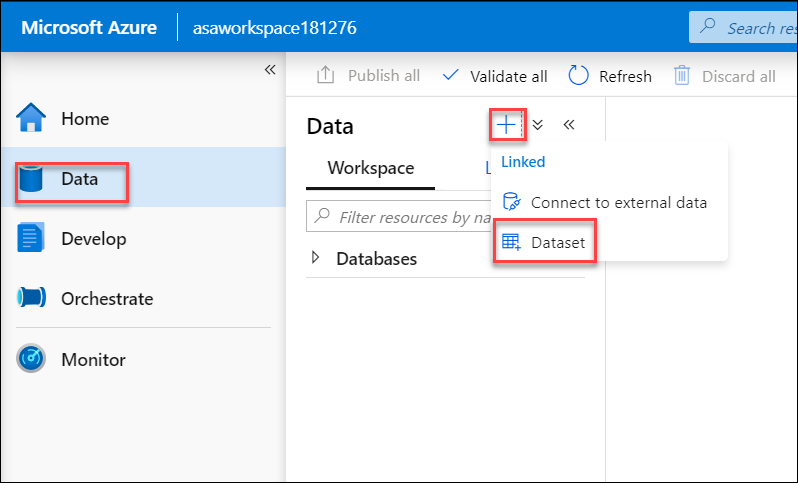 Microsoft Azure asaworkspace181276 Search res
Publish all Validate all Refresh Discard all
Home
Data
Develop
Orchestrate
Monitor
Data
Workspace L
Filter resources by na
Databases
Linked
Connect to external data
Dataset